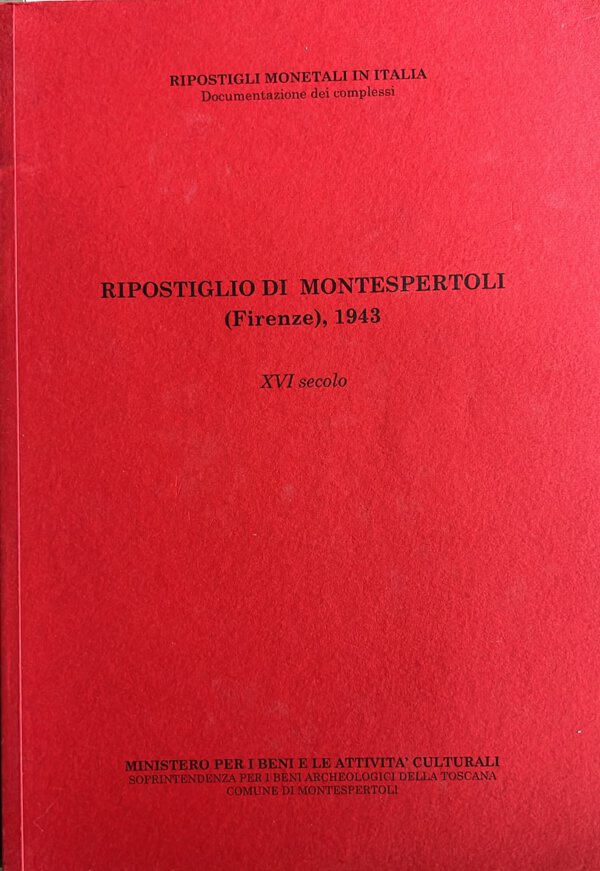 RIPOSTIGLI MONETALI IN ITALIA
Documentazione dei complessi
RIPOSTIGLIO DI MONTESPERTOLI
(Firenze), 1943
XVI secolo
MINISTERO PER I BENI E LE ATTIVITA' CULTURALI
SOPRINTENDENZA PER I BENI ARCHEOLOGICI DELLA TOSCANA
COMUNE DI MONTESPERTOLI